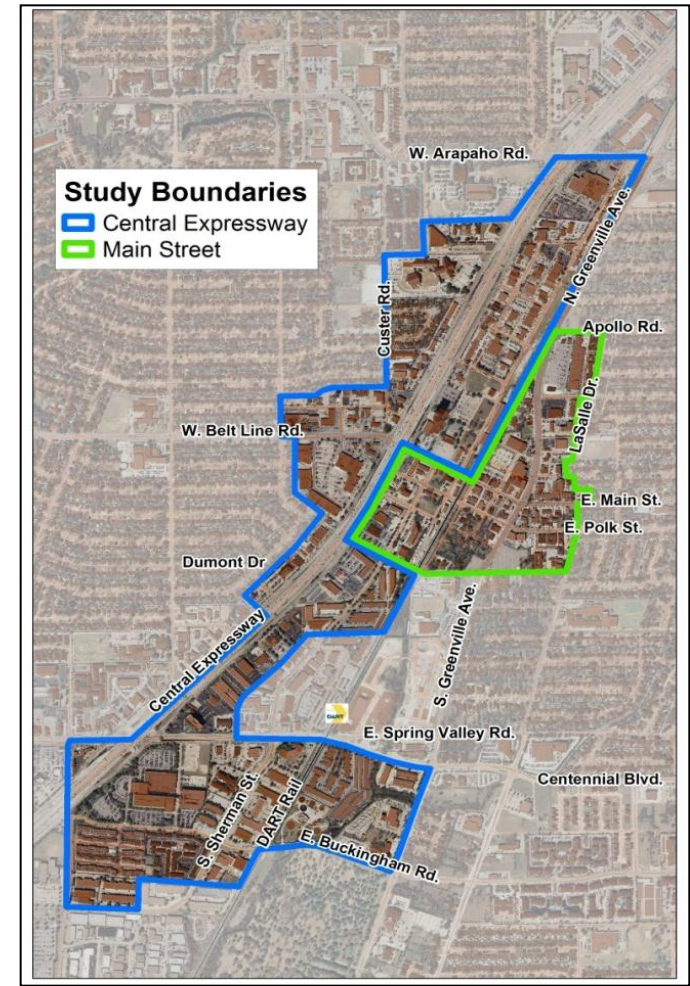 W. Arapaho Rd.
Study Boundaries
Central Expressway
Main Street
N. Greenville Ave.
Custer Rd.
Apollo Rd.
LaSalle Dr.
W. Belt Line Rd.
E. Main St.
E. Polk St.
Dumont Dr
S. Greenville Ave.
Central Expressway
DART
E. Spring Valley Rd.
Centennial Blvd.
S. Sherman St.
DART Rail
E. Buckingham Rd.